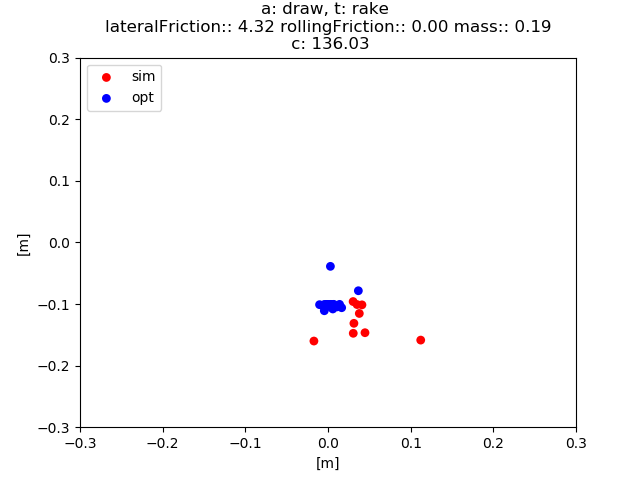 a: draw, t: rake
lateralFriction:: 4.32 rollingFriction:: 0.00 mass:: 0.19
c: 136.03
sim
opt
0.3
0.2
0.1
0.0
−0.1
−0.2
−0.3
[m]
−0.3 −0.2 −0.1 0.0 0.1 0.2 0.3
[m]